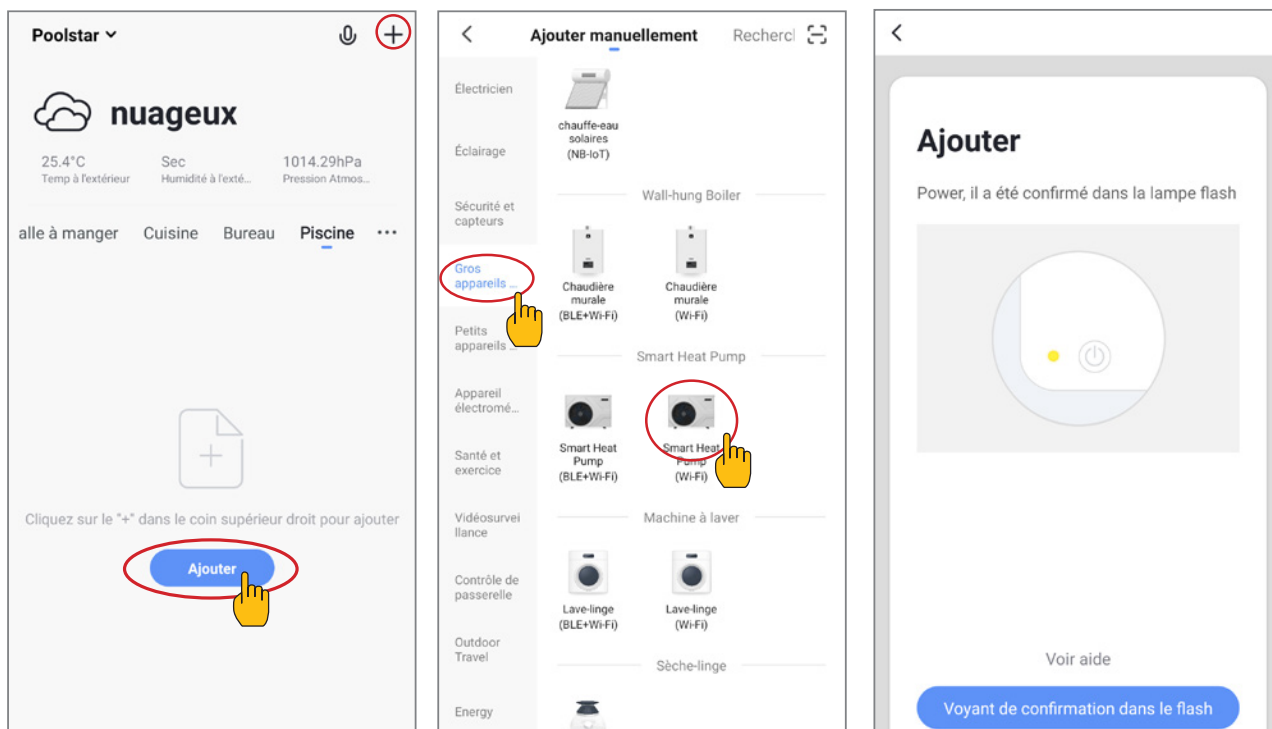 Poolstar
nuageux
25.4°C Sec 1014.29hPa
Temp à l'extérieur Humidité à l'exté... Pression Atmos...
alle à manger Cuisine Bureau Piscine ...
Cliquez sur le "+" dans le coin supérieur droit pour ajouter
Ajouter
Ajouter manuellement Rechercl
Électricien
Éclairage
Sécurité et
capteurs
Gros
appareils ...
Petits
appareils ...
Appareil
électromé...
Santé et
exercice
Vidéosurvei
llance
Contrôle de
passerelle
Outdoor
Travel
Energy
chauffe-eau
solaires
(NB-IoT)
Wall-hung Boiler
Chaudière
murale
(BLE+Wi-Fi)
Chaudière
murale
(Wi-Fi)
Smart Heat Pump
Smart Heat
Pump
(BLE+Wi-Fi)
Smart Heat
Pump
(Wi-Fi)
Machine à laver
Lave-linge
(BLE+Wi-Fi)
Lave-linge
(Wi-Fi)
Sèche-linge
Ajouter
Power, il a été confirmé dans la lampe flash
Voir aide
Voyant de confirmation dans le flash